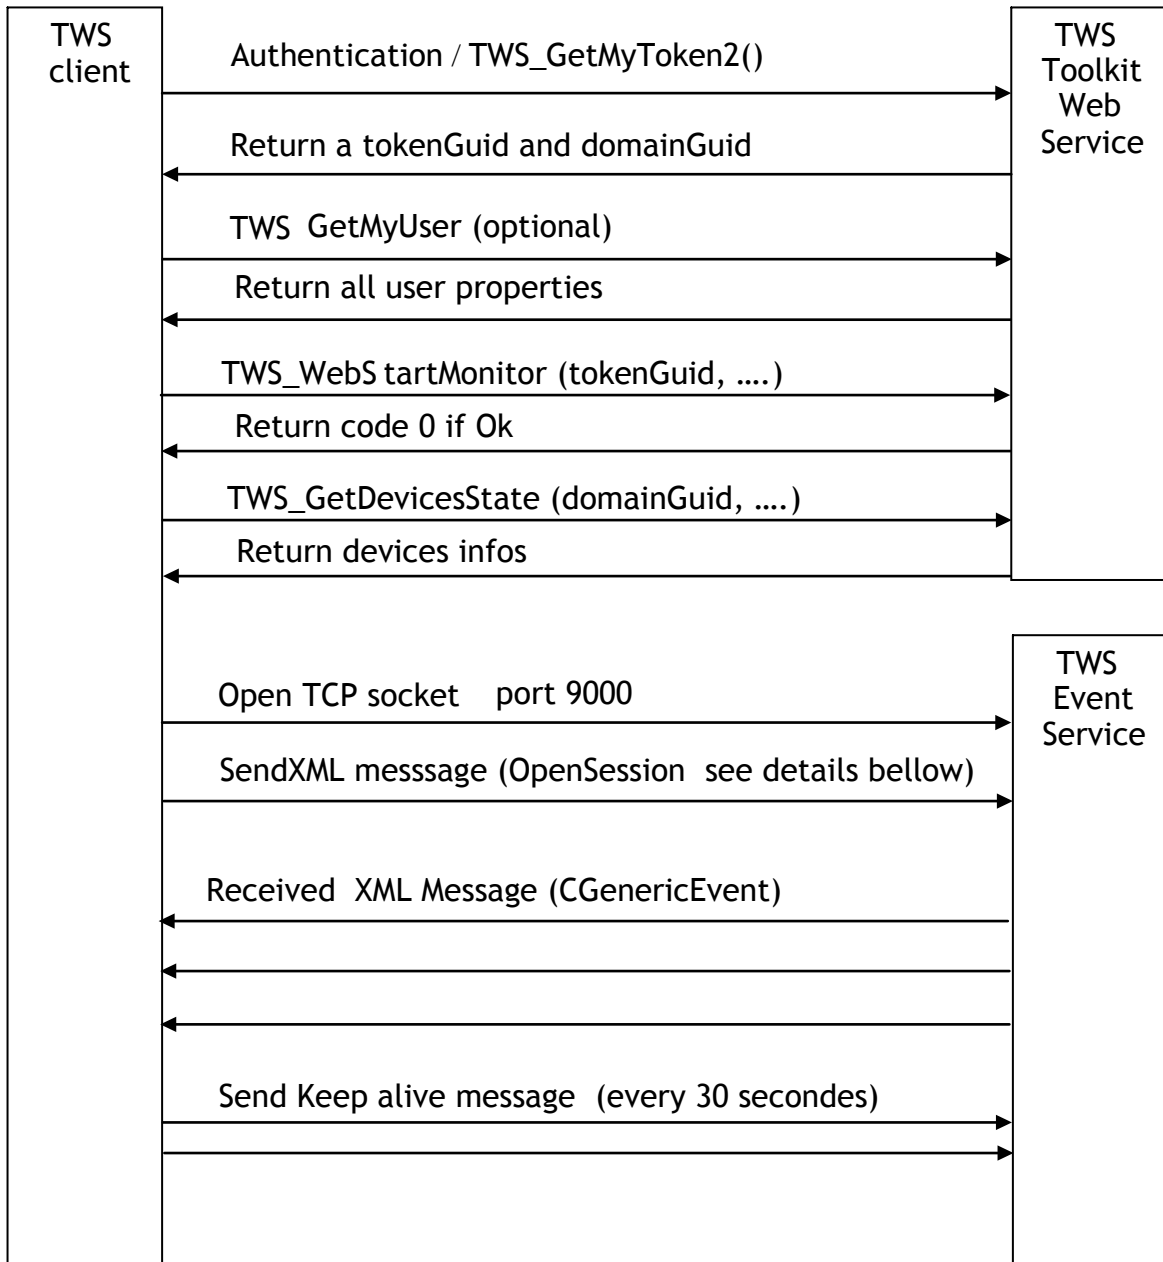 TWS
client
TWS
Toolkit
Web
Service
Authentication / TWS_GetMyToken2()
Return a tokenGuid and domainGuid
TWS GetMyUser (optional)
Return all user properties
TWS_WebS tartMonitor (tokenGuid, ....)
Return code 0 if Ok
TWS_GetDevicesState (domainGuid, ....)
Return devices infos
TWS
Event
Service
Open TCP socket port 9000
SendXML messsage (OpenSession see details bellow)
Received XML Message (CGenericEvent)
Send Keep alive message (every 30 secondes)